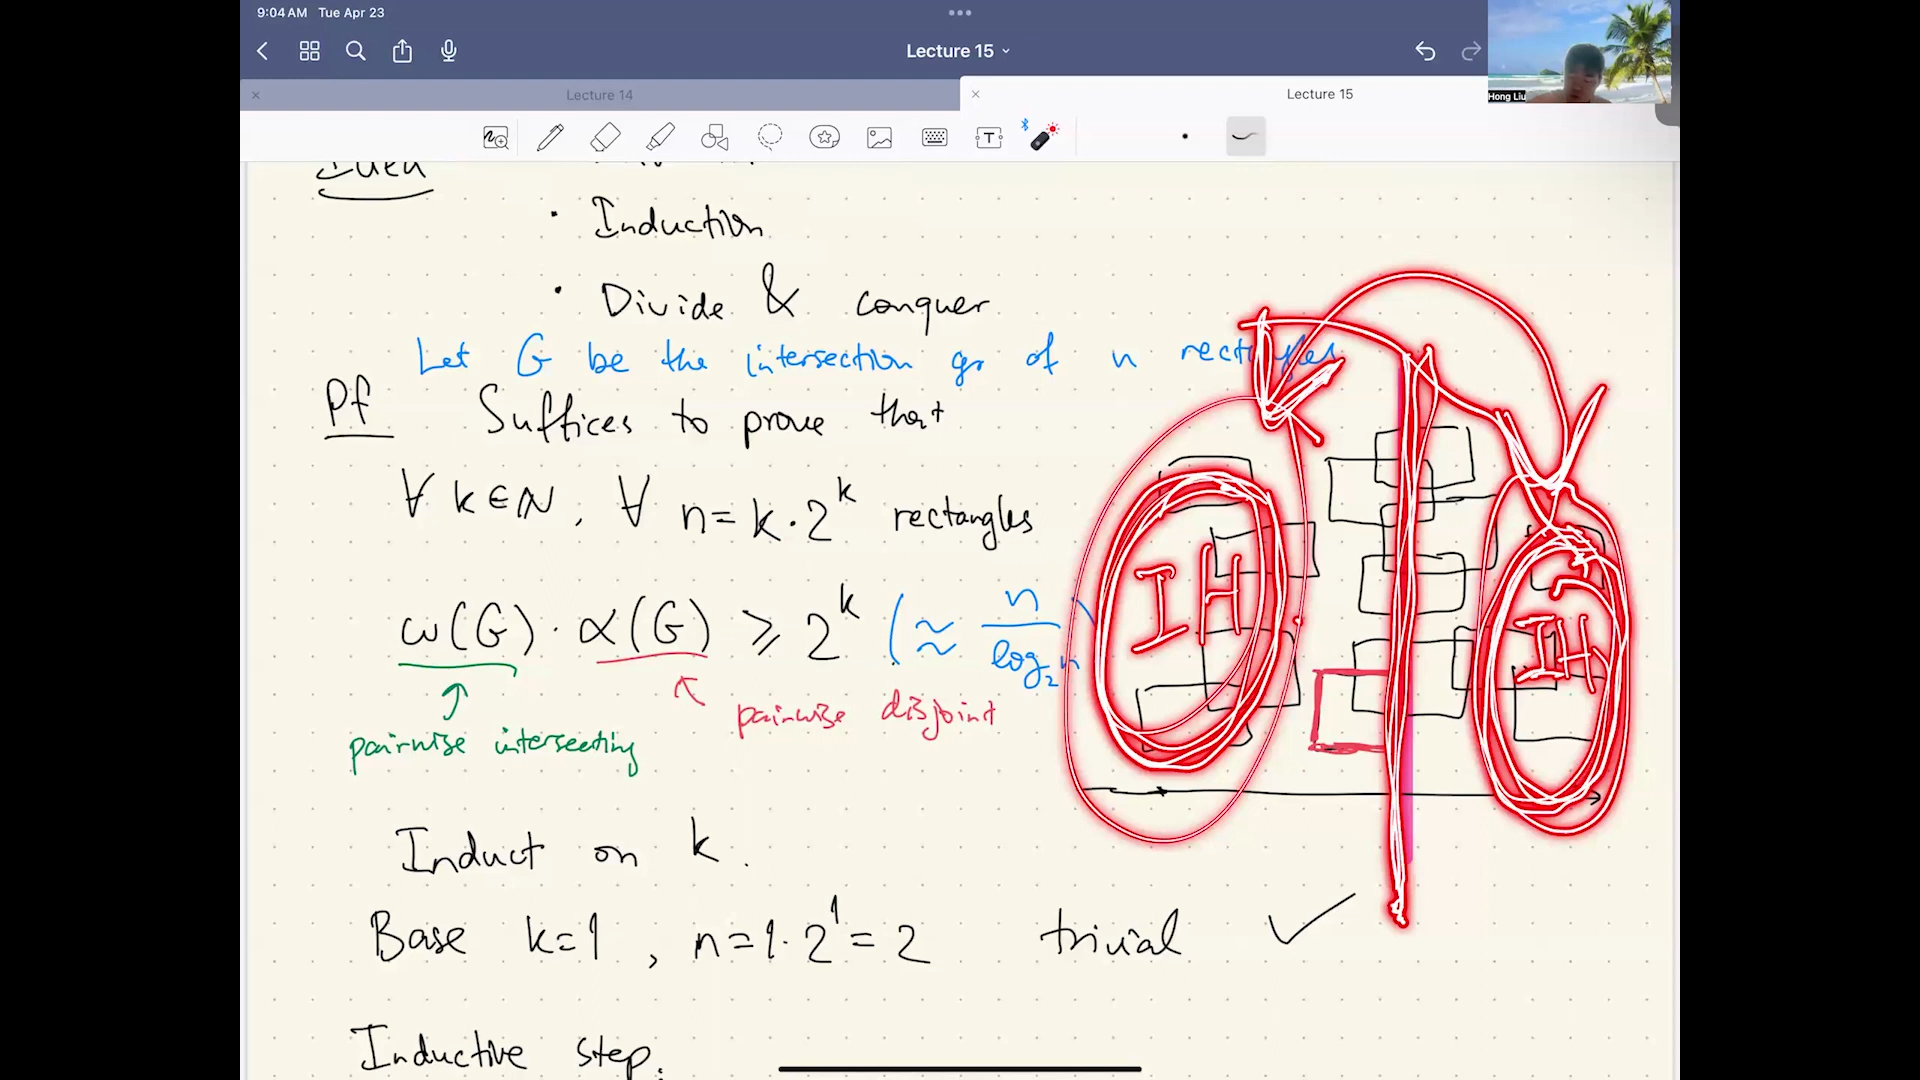 9:04 AM Tue Apr 23
Lecture 15
Lecture 14
Lecture 15
Hong Liu
Idea
• Induction
• Divide & conquer
Let G be the intersection gr of n rectangles
Pf Suffices to prove that
∀ k∈N, ∀ n = k·2^k rectangles
ω(G)·α(G) ≥ 2^k (≈ n / log₂ n)
pairwise disjoint
pairwise intersecting
IH
IH
Induct on k.
Base k=1, n=1·2^1=2 trivial ✓
Inductive step: